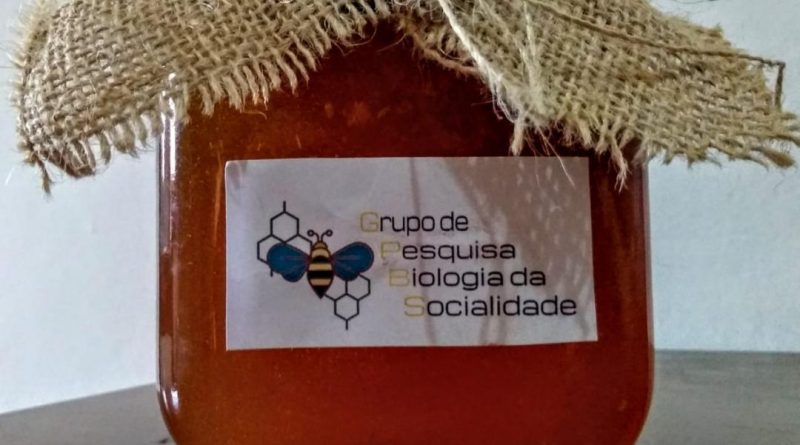 Grupo de
Pesquisa
Biologia da
Socialidade